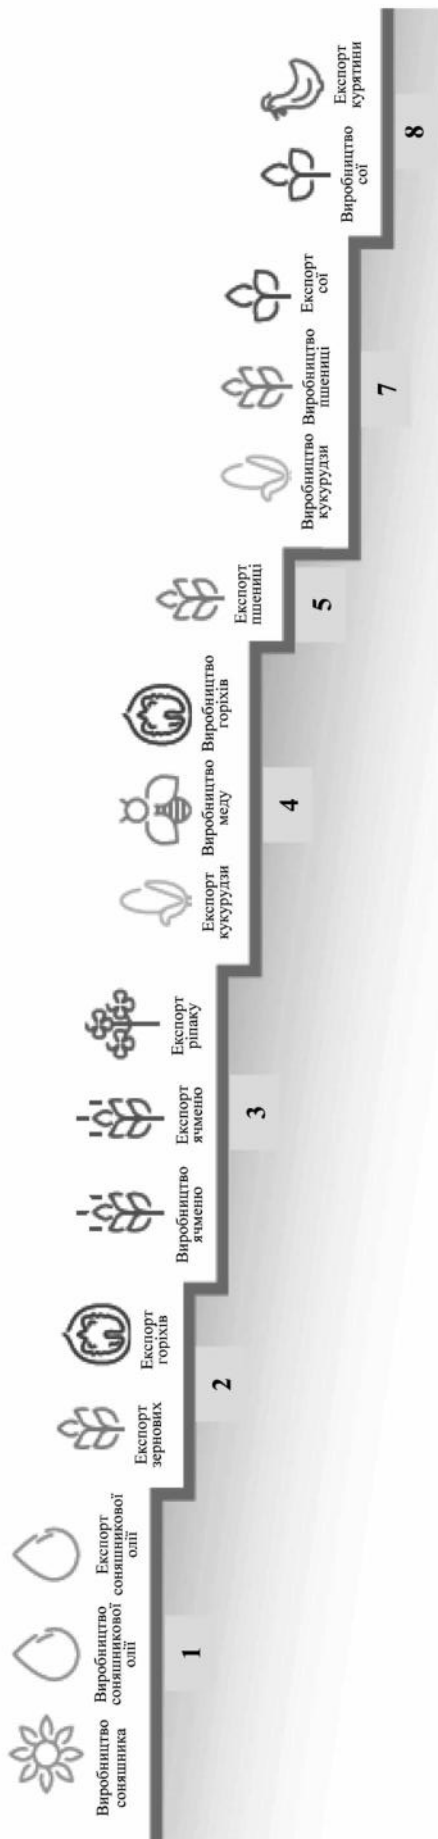 Виробництво
соняшника
Виробництво
соняшникової
олії
Експорт
соняшникової
олії
1
Експорт
зернових
Експорт
горіхів
2
Виробництво
ячменю
Експорт
ячменю
Експорт
ріпаку
3
Експорт
кукурудзи
Виробництво
меду
Виробництво
горіхів
4
Експорт
пшениці
5
Виробництво
кукурудзи
Виробництво
пшениці
Експорт
сої
7
Виробництво
сої
Експорт
курятини
8